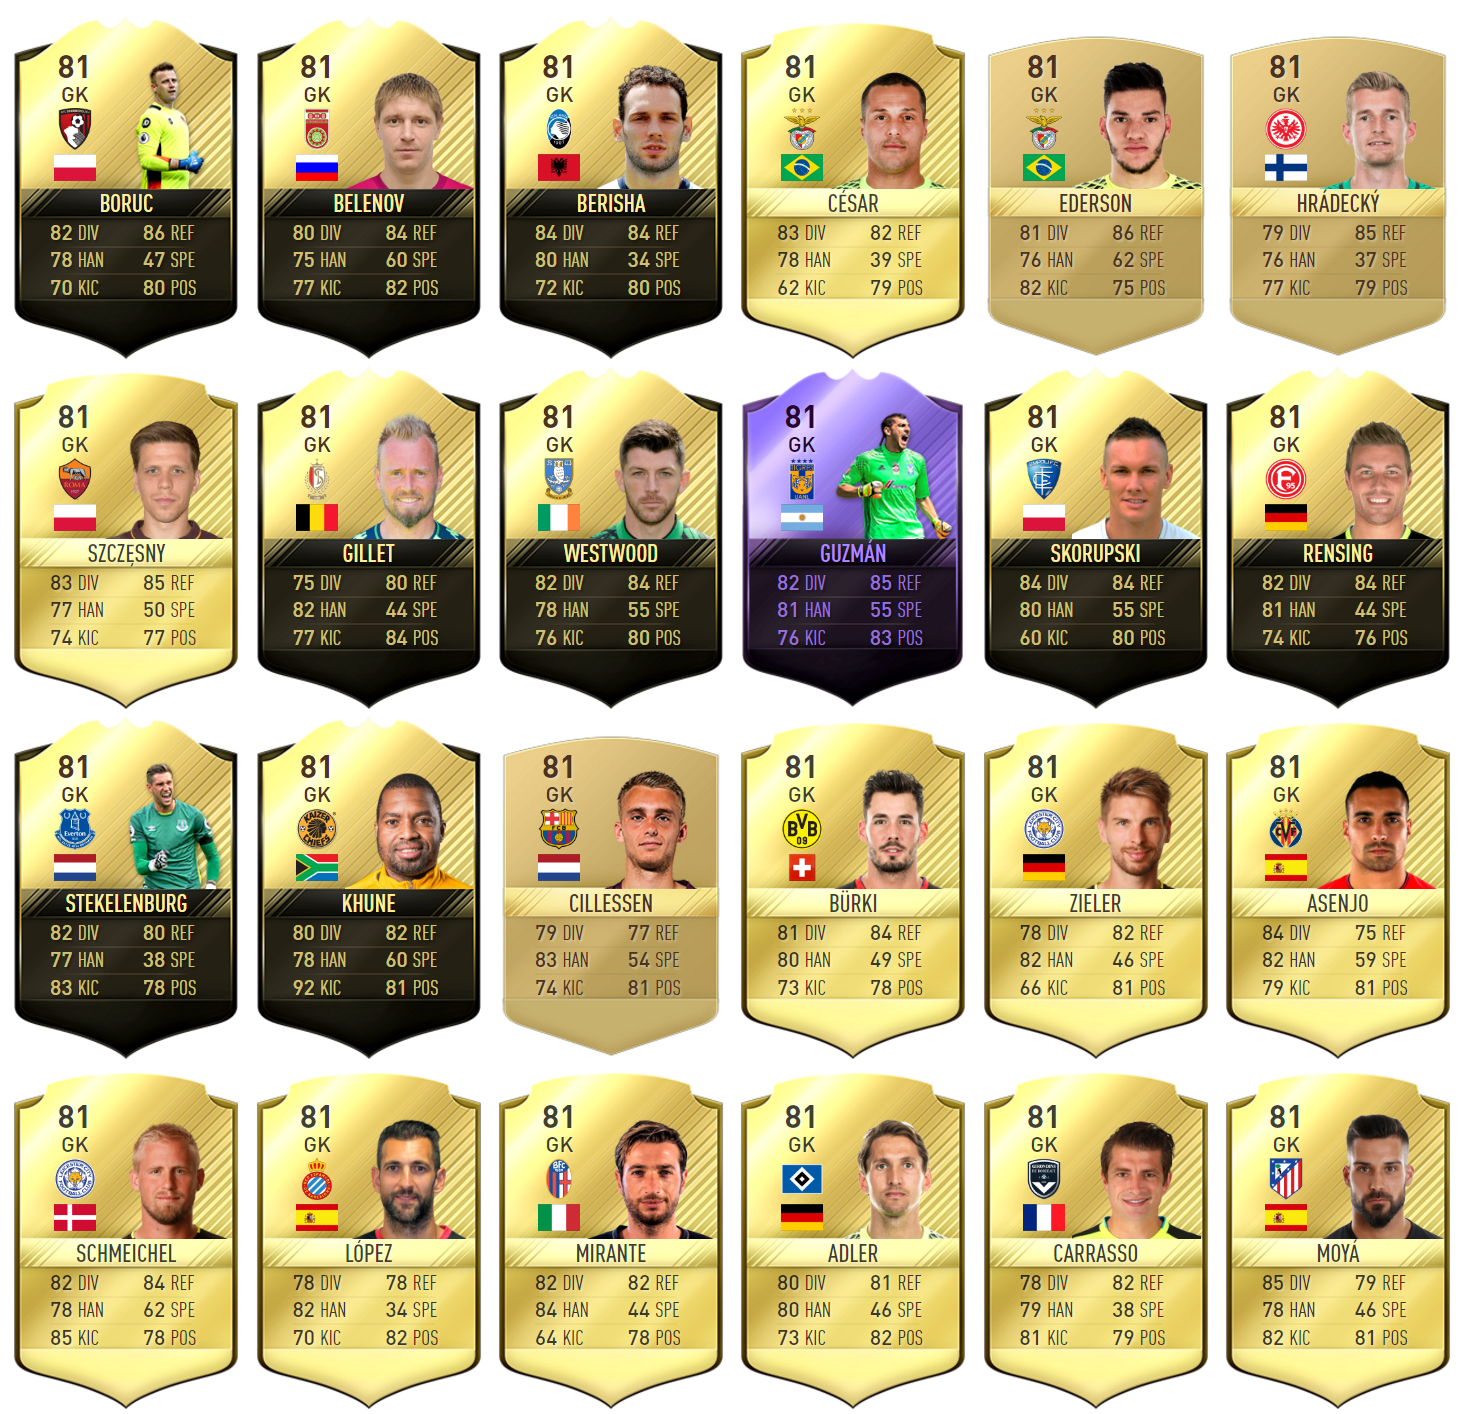 81
GK
BORUC
82 DIV 86 REF
78 HAN 47 SPE
70 KIC 80 POS
81
GK
BELENOV
80 DIV 84 REF
75 HAN 60 SPE
77 KIC 82 POS
81
GK
BERISHA
84 DIV 84 REF
80 HAN 34 SPE
72 KIC 80 POS
81
GK
CÉSAR
83 DIV 82 REF
78 HAN 39 SPE
62 KIC 79 POS
81
GK
EDERSON
81 DIV 86 REF
76 HAN 62 SPE
82 KIC 75 POS
81
GK
HRÁDECKÝ
79 DIV 85 REF
76 HAN 37 SPE
77 KIC 79 POS
81
GK
ROMA
SZCZĘSNY
83 DIV 85 REF
77 HAN 50 SPE
74 KIC 77 POS
81
GK
GILLET
75 DIV 80 REF
82 HAN 44 SPE
77 KIC 84 POS
81
GK
WESTWOOD
82 DIV 84 REF
78 HAN 55 SPE
76 KIC 80 POS
81
GK
TIGRES
UANL
GUZMÁN
82 DIV 85 REF
81 HAN 55 SPE
76 KIC 83 POS
81
GK
SKORUPSKI
84 DIV 84 REF
80 HAN 55 SPE
60 KIC 80 POS
81
GK
F 95
RENSING
82 DIV 84 REF
81 HAN 44 SPE
74 KIC 76 POS
81
GK
Everton
STEKELENBURG
82 DIV 80 REF
77 HAN 38 SPE
83 KIC 78 POS
81
GK
KAIZER
CHIEFS
KHUNE
80 DIV 82 REF
78 HAN 60 SPE
92 KIC 81 POS
81
GK
FCB
CILLESSEN
79 DIV 77 REF
83 HAN 54 SPE
74 KIC 81 POS
81
GK
BVB
09
BÜRKI
81 DIV 84 REF
80 HAN 49 SPE
73 KIC 78 POS
81
GK
ZIELER
78 DIV 82 REF
82 HAN 46 SPE
66 KIC 81 POS
81
GK
ASENJO
84 DIV 75 REF
82 HAN 59 SPE
79 KIC 81 POS
81
GK
SCHMEICHEL
82 DIV 84 REF
78 HAN 62 SPE
85 KIC 78 POS
81
GK
LÓPEZ
78 DIV 78 REF
82 HAN 34 SPE
70 KIC 82 POS
81
GK
BFC
MIRANTE
82 DIV 82 REF
84 HAN 44 SPE
64 KIC 78 POS
81
GK
ADLER
80 DIV 81 REF
80 HAN 46 SPE
73 KIC 82 POS
81
GK
CARRASSO
78 DIV 82 REF
79 HAN 38 SPE
81 KIC 79 POS
81
GK
MOYÁ
85 DIV 79 REF
78 HAN 46 SPE
82 KIC 81 POS